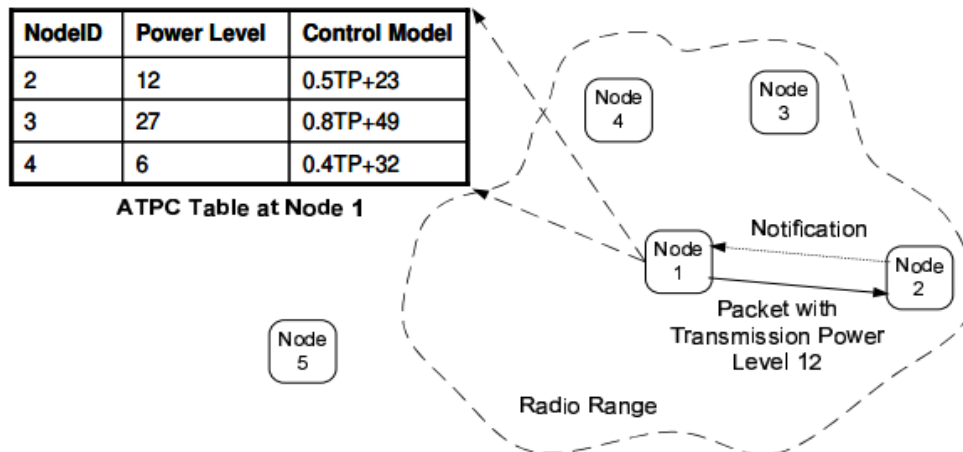 NodeID Power Level Control Model
2 12 0.5TP+23
3 27 0.8TP+49
4 6 0.4TP+32
ATPC Table at Node 1
Node
4
Node
3
Node
1
Notification
Node
2
Packet with
Transmission Power
Level 12
Node
5
Radio Range